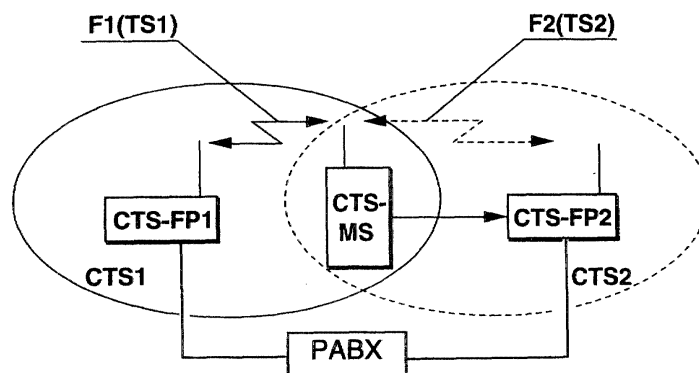 F1(TS1)
F2(TS2)
CTS-FP1
CTS-
MS
CTS-FP2
CTS1
CTS2
PABX